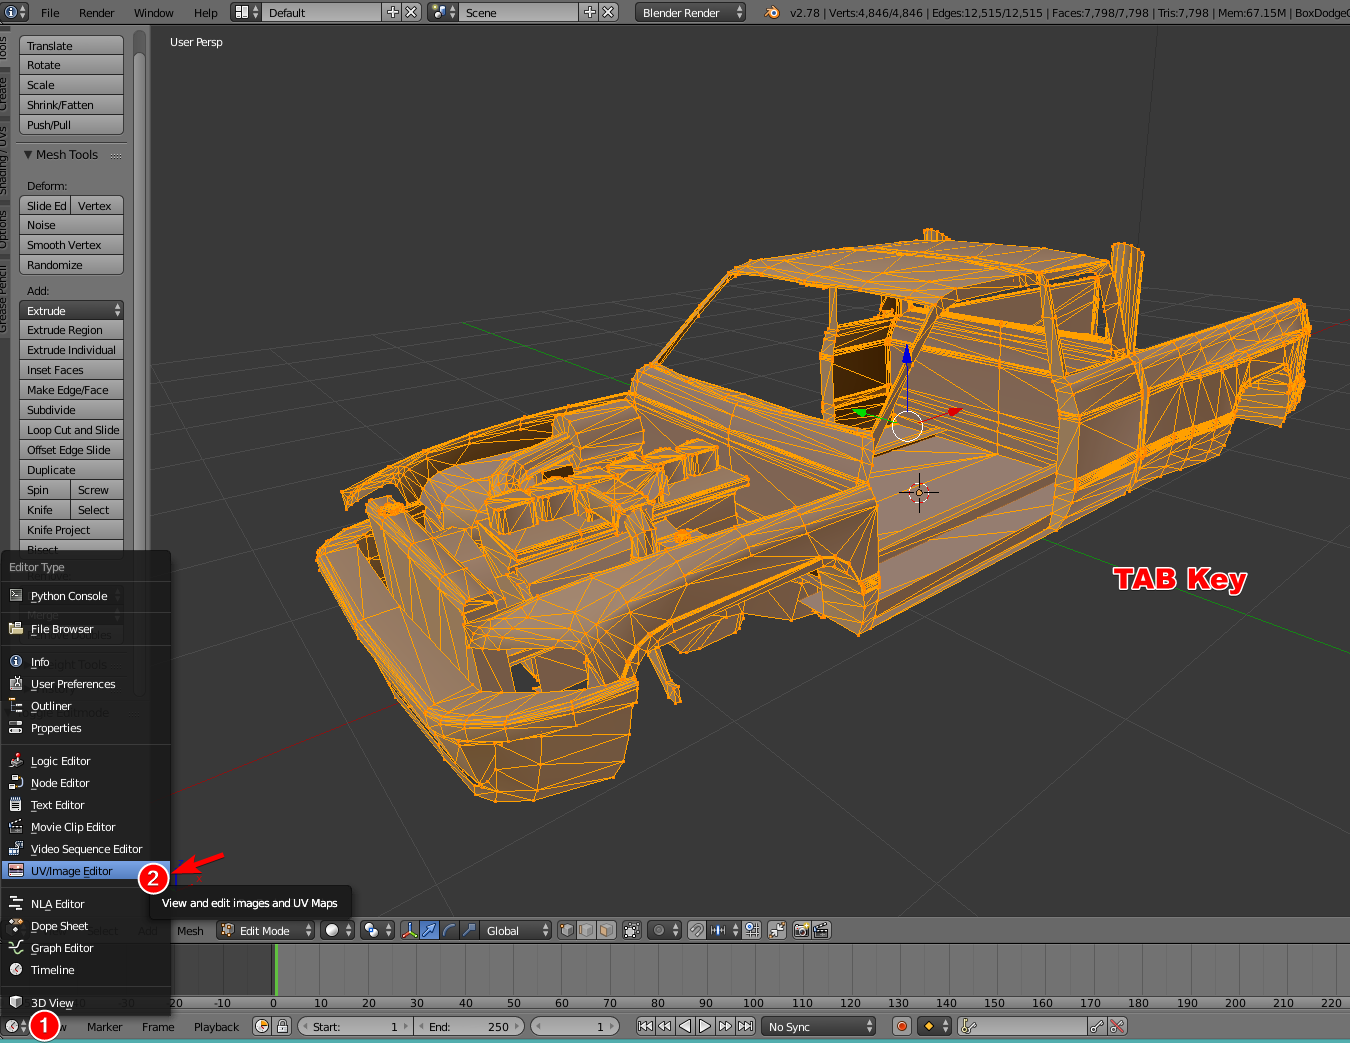 File Render Window Help Default Scene Blender Render v2.78 | Verts:4,846/4,846 | Edges:12,515/12,515 | Faces:7,798/7,798 | Tris:7,798 | Mem:67.15M | BoxDodge
User Persp
Tools
Create
Shading / UVs
Options
Grease Pencil
Translate
Rotate
Scale
Shrink/Fatten
Push/Pull
Mesh Tools
Deform:
Slide Ed Vertex
Noise
Smooth Vertex
Randomize
Add:
Extrude
Extrude Region
Extrude Individual
Inset Faces
Make Edge/Face
Subdivide
Loop Cut and Slide
Offset Edge Slide
Duplicate
Spin Screw
Knife Select
Knife Project
Bisect
Editor Type
Python Console
File Browser
Info
User Preferences
Outliner
Properties
Logic Editor
Node Editor
Text Editor
Movie Clip Editor
Video Sequence Editor
UV/Image Editor
2
View and edit images and UV Maps
NLA Editor
Dope Sheet
Graph Editor
Timeline
3D View
1
TAB Key
Add Mesh Edit Mode Global
-20 -10 0 10 20 30 40 50 60 70 80 90 100 110 120 130 140 150 160 170 180 190 200 210 220
Marker Frame Playback Start: 1 End: 250 1 No Sync